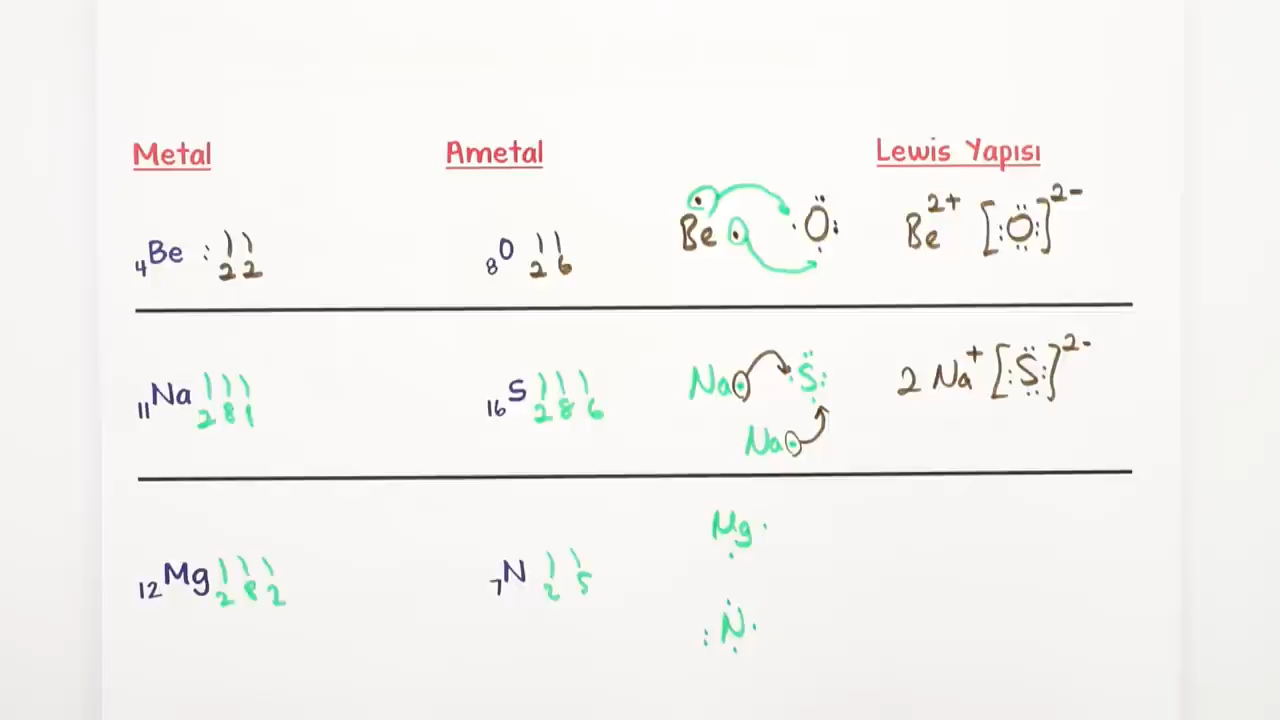 Metal Ametal Lewis Yapısı
₄Be : 2 2 ₈O 2 6 Be O Be²⁺ [O]²⁻
₁₁Na 2 8 1 ₁₆S 2 8 6 Na S 2 Na⁺ [S]²⁻
Na
₁₂Mg 2 8 2 ₇N 2 5 Mg
N